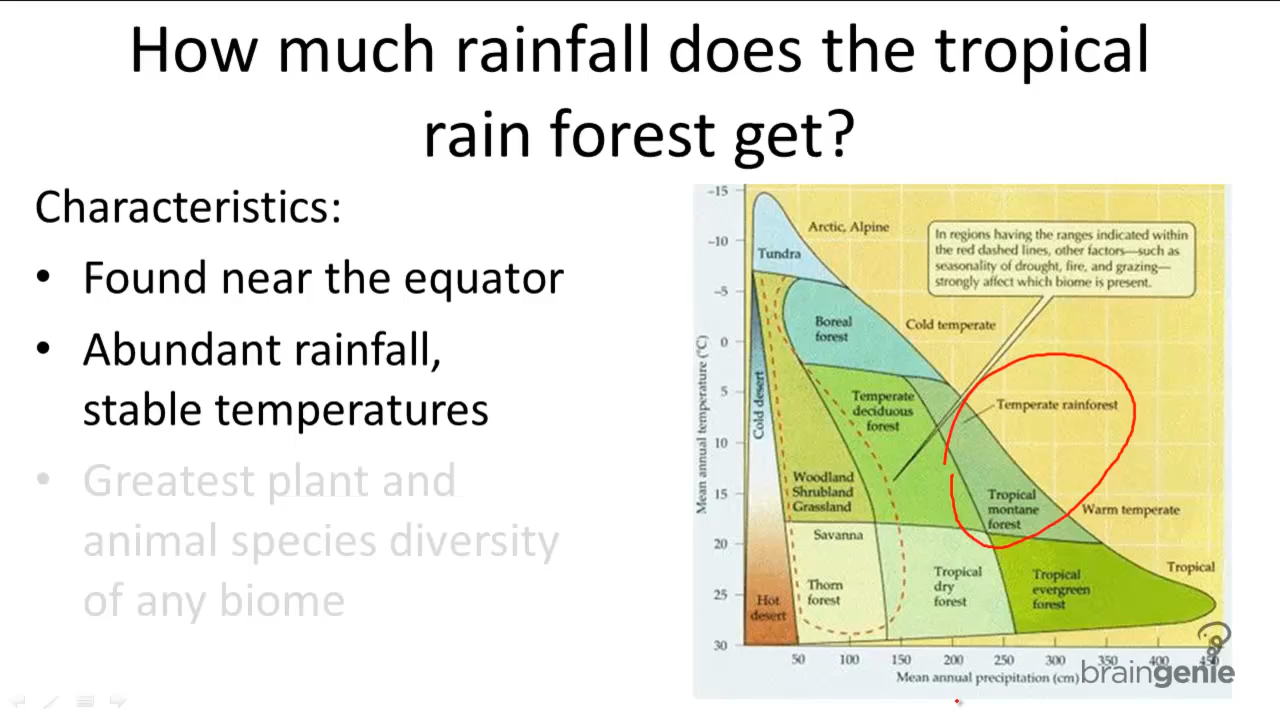 How much rainfall does the tropical
rain forest get?
Characteristics:
• Found near the equator
• Abundant rainfall,
stable temperatures
• Greatest plant and
animal species diversity
of any biome
-15
-10
-5
0
5
10
15
20
25
30
Mean annual temperature (°C)
Arctic, Alpine
Tundra
In regions having the ranges indicated within
the red dashed lines, other factors—such as
seasonality of drought, fire, and grazing—
strongly affect which biome is present.
Boreal
forest
Cold temperate
Cold desert
Temperate
deciduous
forest
Temperate rainforest
Woodland
Shrubland
Grassland
Tropical
montane
forest
Warm temperate
Savanna
Tropical
Thorn
forest
Tropical
dry
forest
Tropical
evergreen
forest
Hot
desert
50 100 150 200 250 300 350 400 450
Mean annual precipitation (cm)
braingenie